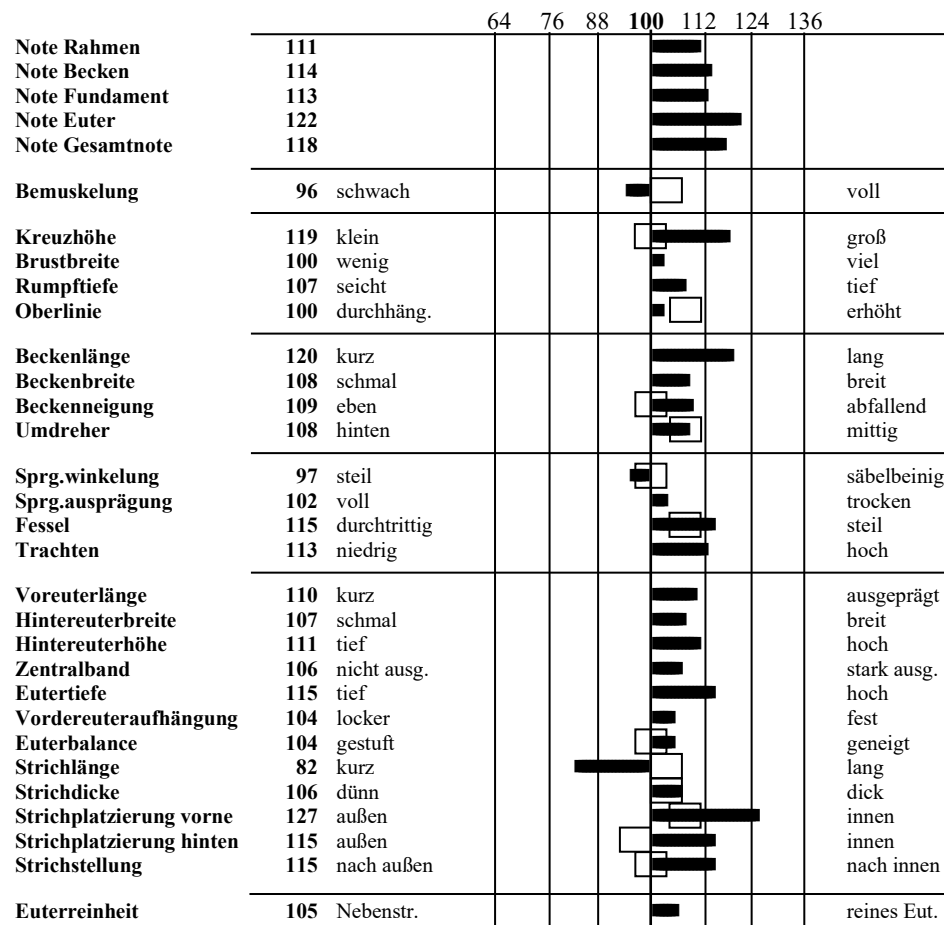 64 76 88 100 112 124 136
Note Rahmen 111
Note Becken 114
Note Fundament 113
Note Euter 122
Note Gesamtnote 118
Bemuskelung 96 schwach voll
Kreuzhöhe 119 klein groß
Brustbreite 100 wenig viel
Rumpftiefe 107 seicht tief
Oberlinie 100 durchhäng. erhöht
Beckenlänge 120 kurz lang
Beckenbreite 108 schmal breit
Beckenneigung 109 eben abfallend
Umdreher 108 hinten mittig
Sprg.winkelung 97 steil säbelbeinig
Sprg.ausprägung 102 voll trocken
Fessel 115 durchtrittig steil
Trachten 113 niedrig hoch
Voreuterlänge 110 kurz ausgeprägt
Hintereuterbreite 107 schmal breit
Hintereuterhöhe 111 tief hoch
Zentralband 106 nicht ausg. stark ausg.
Eutertiefe 115 tief hoch
Vordereuteraufhängung 104 locker fest
Euterbalance 104 gestuft geneigt
Strichlänge 82 kurz lang
Strichdicke 106 dünn dick
Strichplatzierung vorne 127 außen innen
Strichplatzierung hinten 115 außen innen
Strichstellung 115 nach außen nach innen
Euterreinheit 105 Nebenstr. reines Eut.